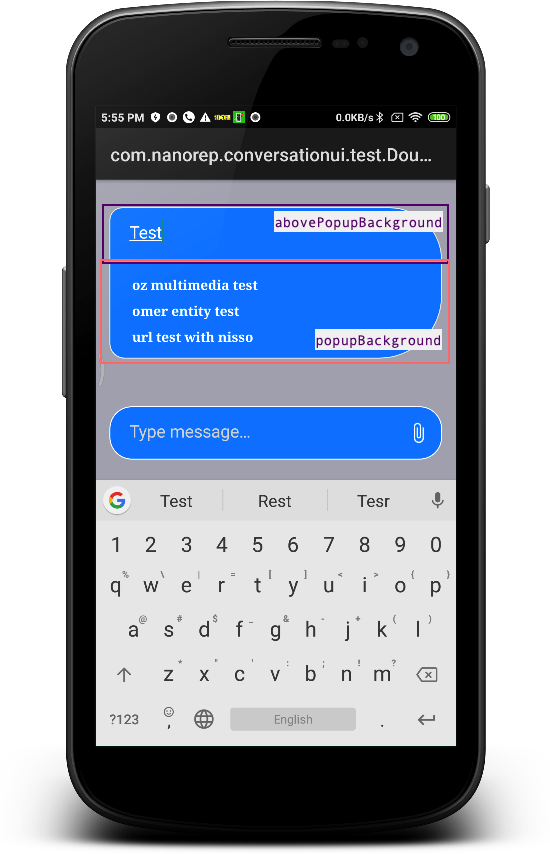 5:55 PM 0.0KB/s 100
com.nanorep.conversationui.test.Dou...
Test abovePopupBackground
oz multimedia test
omer entity test
url test with nisso
popupBackground
Type message...
G Test Rest Tesr
1 2 3 4 5 6 7 8 9 0
q % w \ e | r = t [ y ] u < i > o { p }
a @ s # d $ f _ g & h - j + k ( l )
z * x " c ' v : b ; n ! m ?
?123 , English .